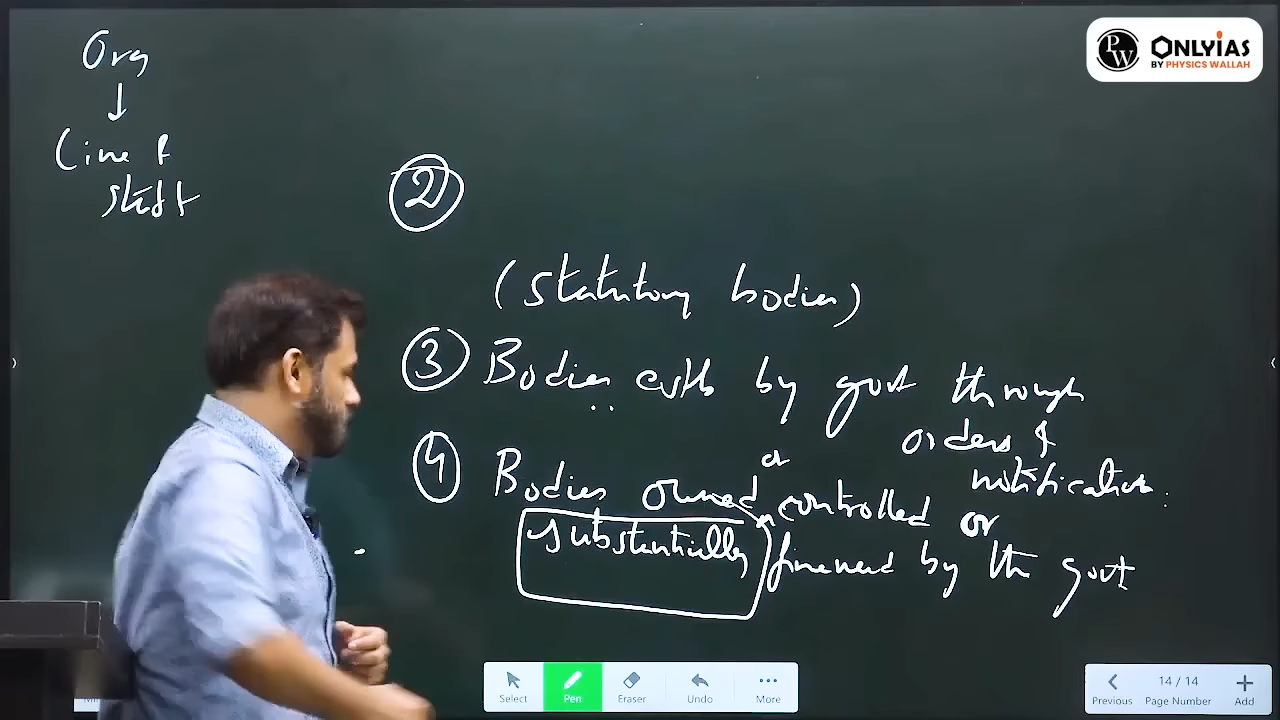 Org
↓
Line &
staff
PW ONLYIAS
BY PHYSICS WALLAH
②
(statutory bodies)
③ Bodies estb by govt through
orders &
notification.
④ Bodies owned or controlled or
substantially financed by the govt
Select
Pen
Eraser
Undo
More
Previous
14 / 14
Page Number
Add